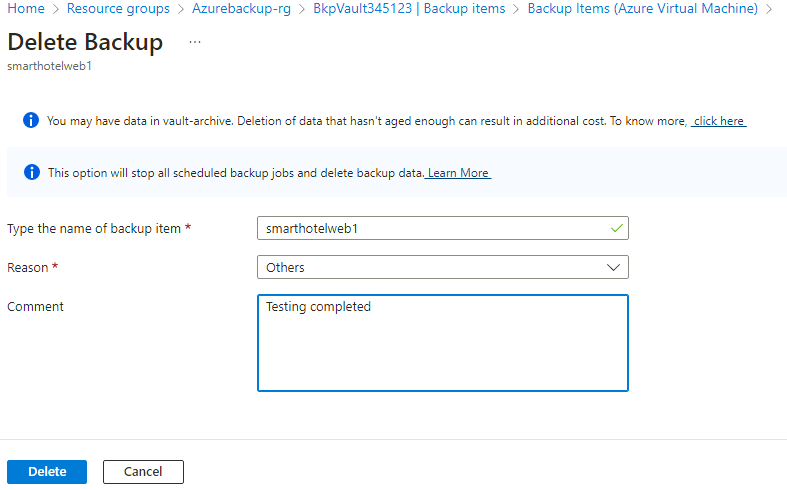 Home > Resource groups > Azurebackup-rg > BkpVault345123 | Backup items > Backup Items (Azure Virtual Machine) >
Delete Backup ...
smarthotelweb1
You may have data in vault-archive. Deletion of data that hasn't aged enough can result in additional cost. To know more, click here
This option will stop all scheduled backup jobs and delete backup data. Learn More
Type the name of backup item * smarthotelweb1
Reason * Others
Comment Testing completed
Delete Cancel